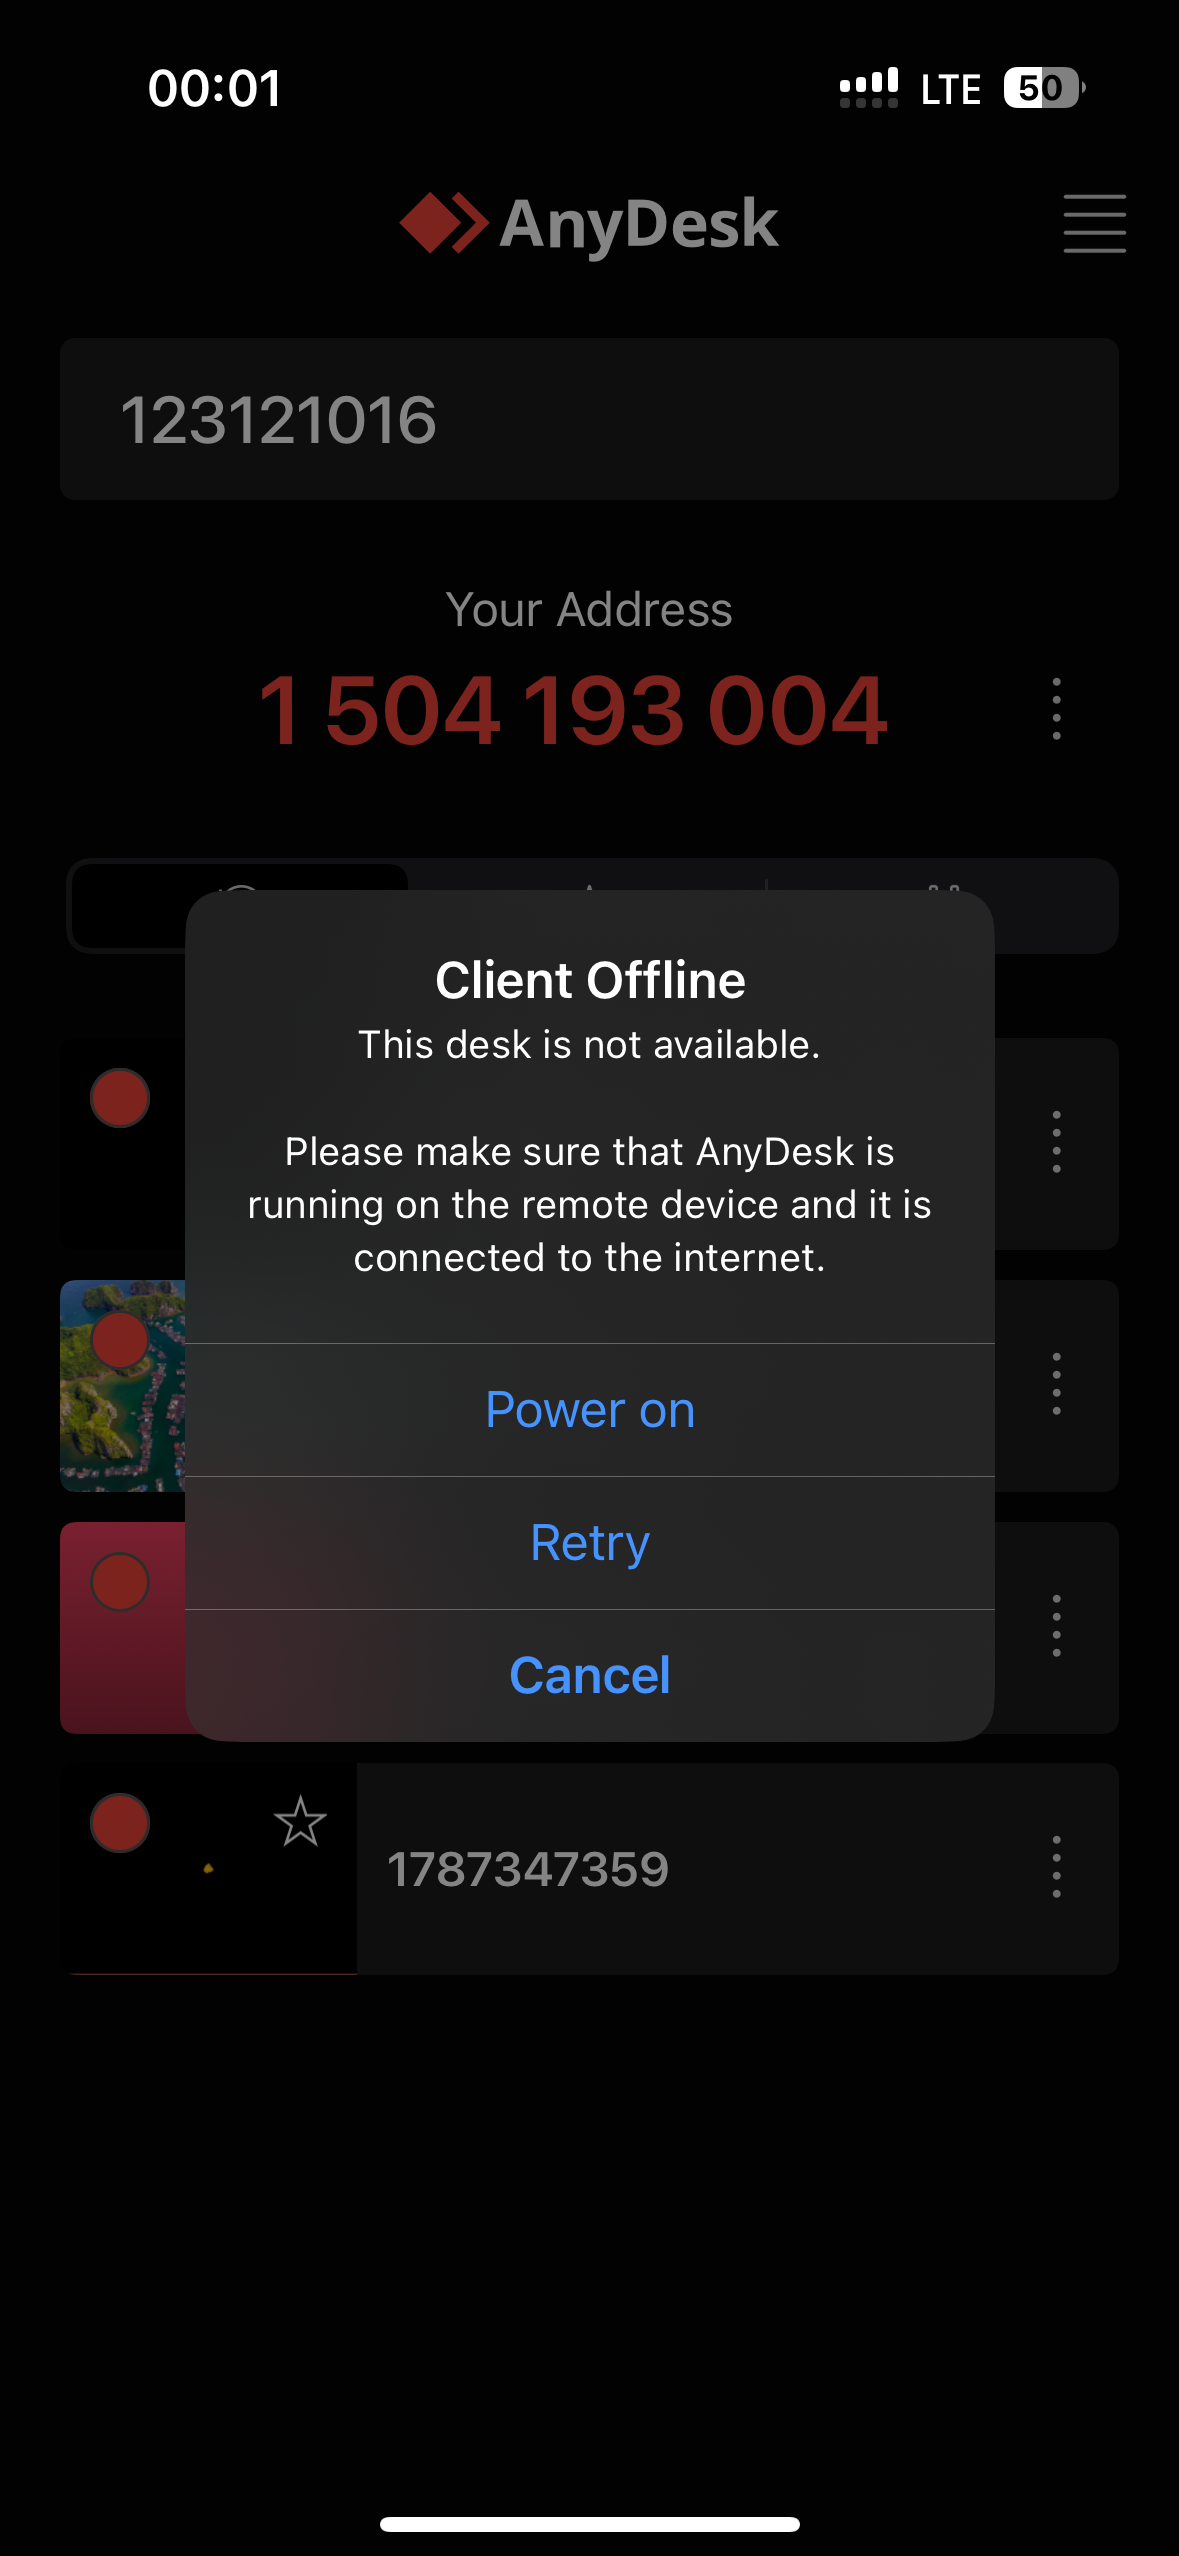 00:01
LTE
50
AnyDesk
123121016
Your Address
1 504 193 004
Client Offline
This desk is not available.
Please make sure that AnyDesk is
running on the remote device and it is
connected to the internet.
Power on
Retry
Cancel
1787347359